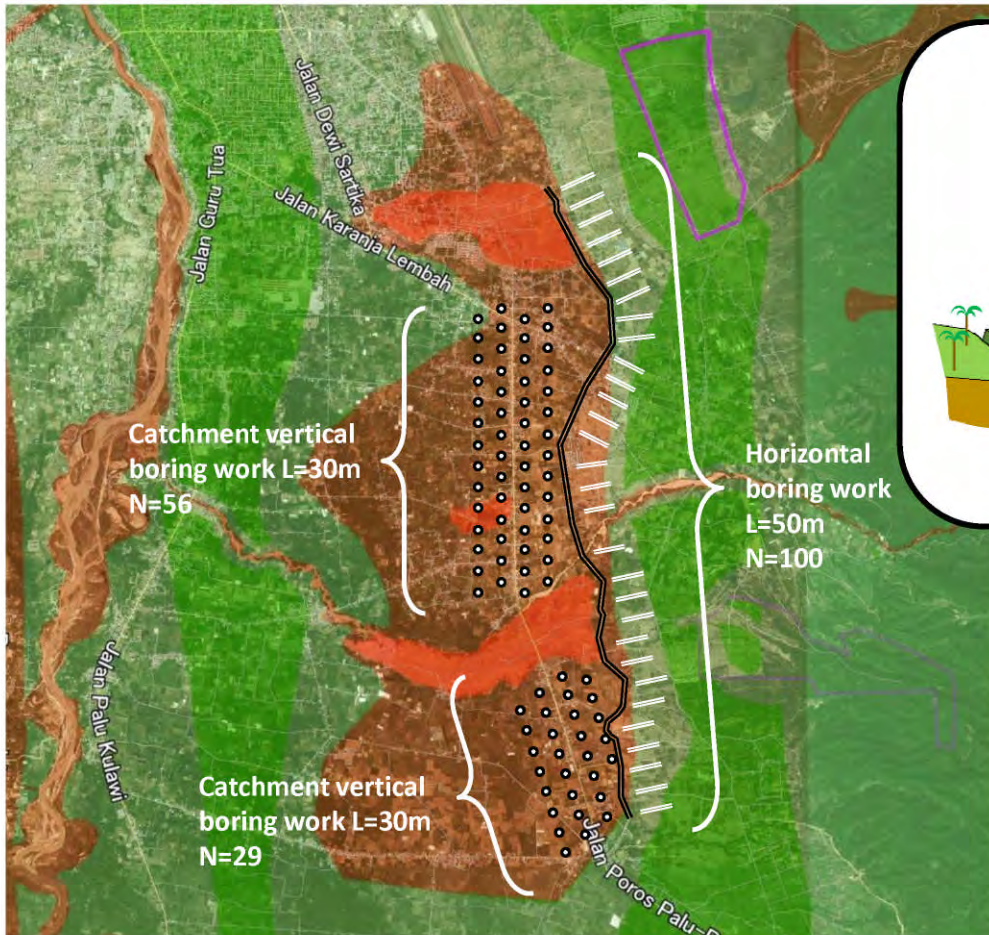 Jalan Dewi Sartika
Jalan Guru Tua
Jalan Karanja Lembah
Catchment vertical
boring work L=30m
N=56
Horizontal
boring work
L=50m
N=100
Jalan Palu Kulawi
Catchment vertical
boring work L=30m
N=29
Jalan Poros Palu-